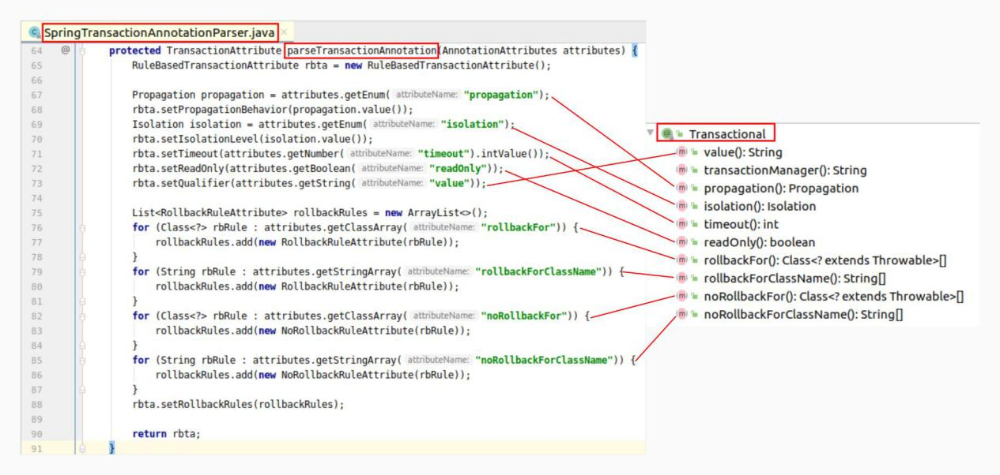 SpringTransactionAnnotationParser.java
64 @ protected TransactionAttribute parseTransactionAnnotation(AnnotationAttributes attributes) {
65 RuleBasedTransactionAttribute rbta = new RuleBasedTransactionAttribute();
66
67 Propagation propagation = attributes.getEnum( attributeName: "propagation");
68 rbta.setPropagationBehavior(propagation.value());
69 Isolation isolation = attributes.getEnum( attributeName: "isolation");
70 rbta.setIsolationLevel(isolation.value());
71 rbta.setTimeout(attributes.getNumber( attributeName: "timeout").intValue());
72 rbta.setReadOnly(attributes.getBoolean( attributeName: "readOnly"));
73 rbta.setQualifier(attributes.getString( attributeName: "value"));
74
75 List<RollbackRuleAttribute> rollbackRules = new ArrayList<>();
76 for (Class<?> rbRule : attributes.getClassArray( attributeName: "rollbackFor")) {
77 rollbackRules.add(new RollbackRuleAttribute(rbRule));
78 }
79 for (String rbRule : attributes.getStringArray( attributeName: "rollbackForClassName")) {
80 rollbackRules.add(new RollbackRuleAttribute(rbRule));
81 }
82 for (Class<?> rbRule : attributes.getClassArray( attributeName: "noRollbackFor")) {
83 rollbackRules.add(new NoRollbackRuleAttribute(rbRule));
84 }
85 for (String rbRule : attributes.getStringArray( attributeName: "noRollbackForClassName")) {
86 rollbackRules.add(new NoRollbackRuleAttribute(rbRule));
87 }
88 rbta.setRollbackRules(rollbackRules);
89
90 return rbta;
91 }
Transactional
value(): String
transactionManager(): String
propagation(): Propagation
isolation(): Isolation
timeout(): int
readOnly(): boolean
rollbackFor(): Class<? extends Throwable>[]
rollbackForClassName(): String[]
noRollbackFor(): Class<? extends Throwable>[]
noRollbackForClassName(): String[]